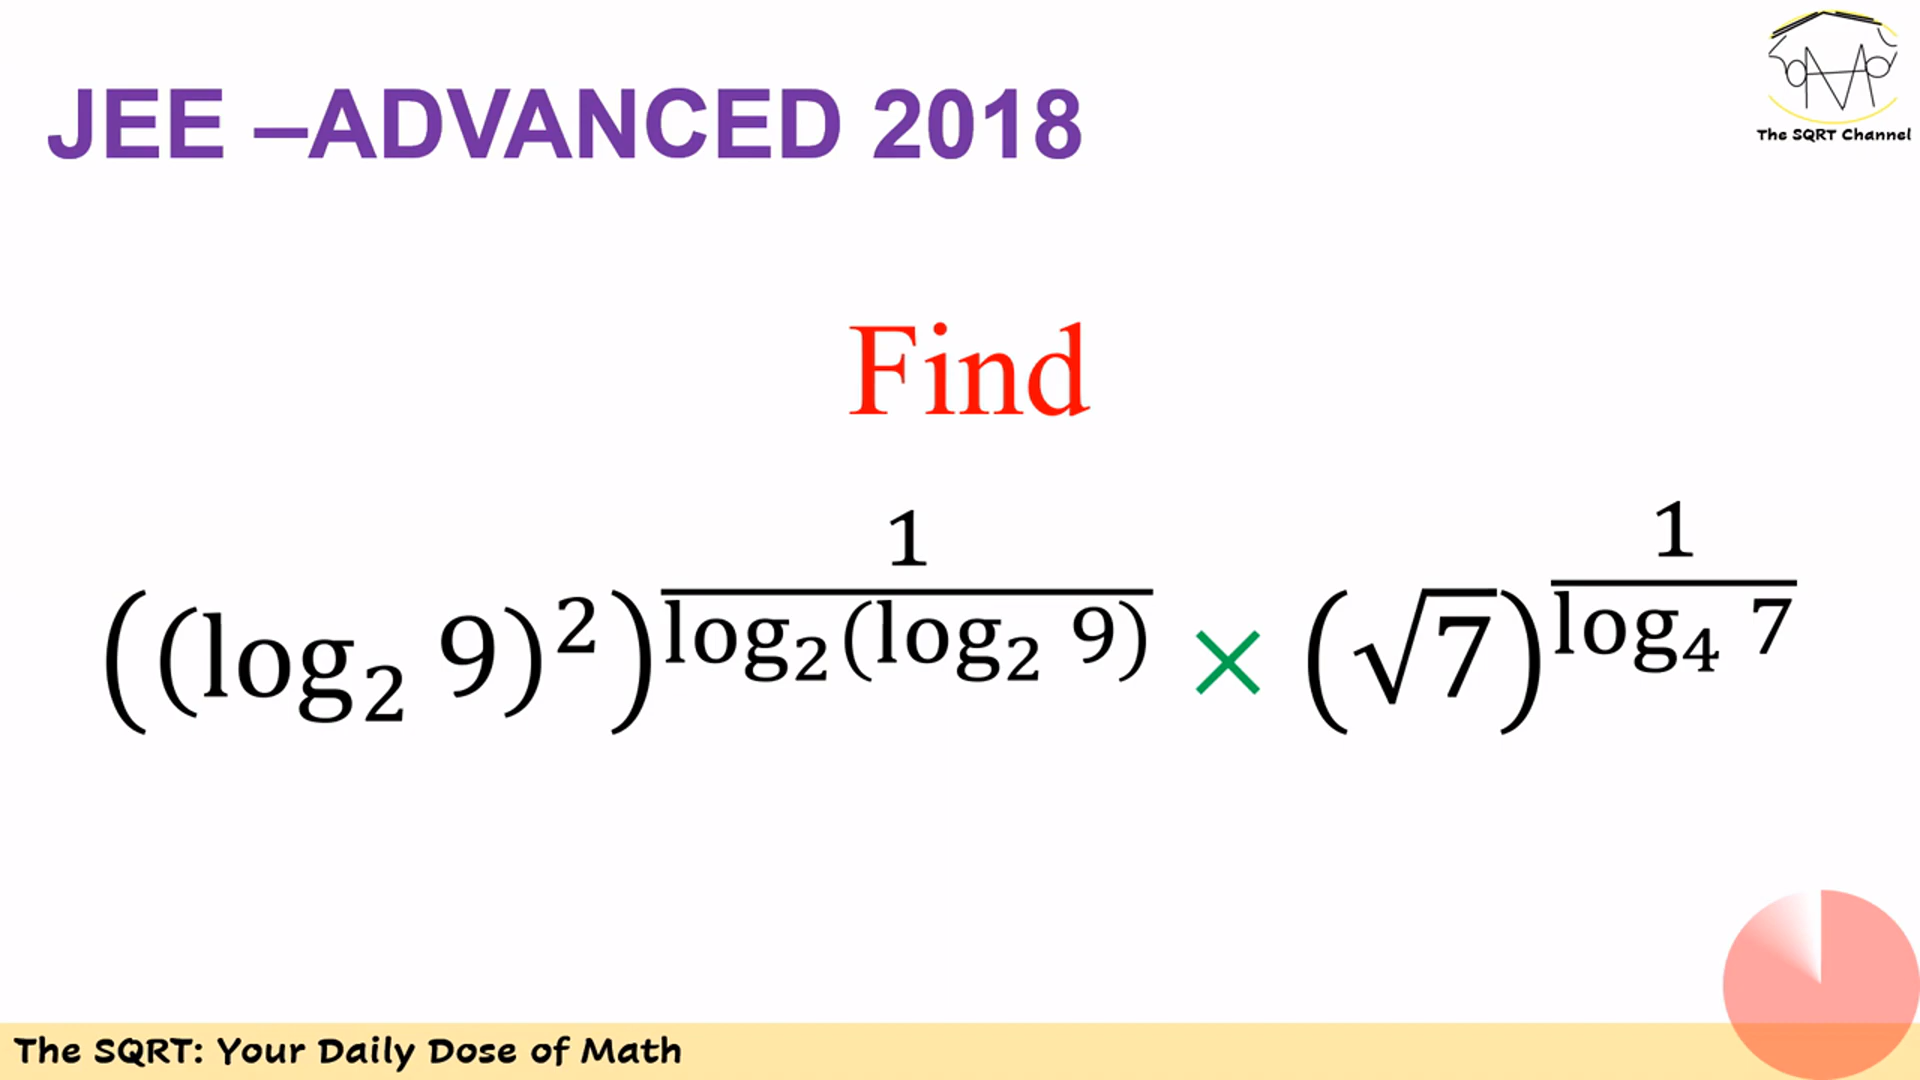 JEE –ADVANCED 2018
The SQRT Channel
Find
((log₂ 9)²)^(1/(log₂(log₂ 9))) × (√7)^(1/(log₄ 7))
The SQRT: Your Daily Dose of Math